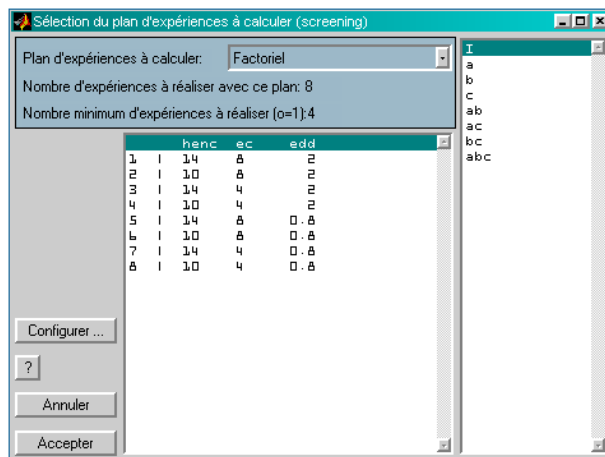 Sélection du plan d'expériences à calculer (screening)
Plan d'expériences à calculer: Factoriel
Nombre d'expériences à réaliser avec ce plan: 8
Nombre minimum d'expériences à réaliser (o=1):4
henc ec edd
1 | 14 8 2
2 | 10 8 2
3 | 14 4 2
4 | 10 4 2
5 | 14 8 0.8
6 | 10 8 0.8
7 | 14 4 0.8
8 | 10 4 0.8
I
a
b
c
ab
ac
bc
abc
Configurer ...
?
Annuler
Accepter